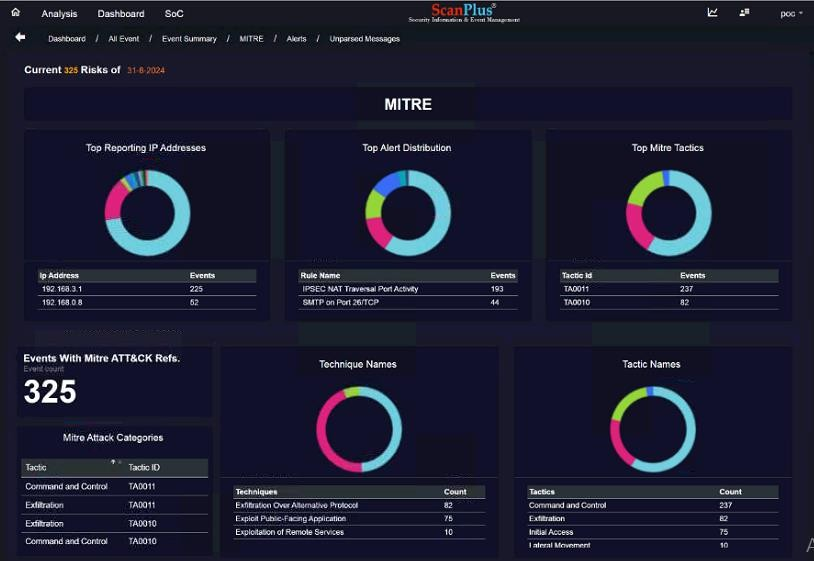 Analysis Dashboard SoC
ScanPlus®
Security Information & Event Management
poc
Dashboard / All Event / Event Summary / MITRE / Alerts / Unparsed Messages
Current 325 Risks of 31-8-2024
MITRE
Top Reporting IP Addresses
Ip Address Events
192.168.3.1 225
192.168.0.8 52
Top Alert Distribution
Rule Name Events
IPSEC NAT Traversal Port Activity 193
SMTP on Port 26/TCP 44
Top Mitre Tactics
Tactic Id Events
TA0011 237
TA0010 82
Events With Mitre ATT&CK Refs.
Event count
325
Mitre Attack Categories
Tactic Tactic ID
Command and Control TA0011
Exfiltration TA0011
Exfiltration TA0010
Command and Control TA0010
Technique Names
Techniques Count
Exfiltration Over Alternative Protocol 82
Exploit Public-Facing Application 75
Exploitation of Remote Services 10
Tactic Names
Tactics Count
Command and Control 237
Exfiltration 82
Initial Access 75
Lateral Movement 10